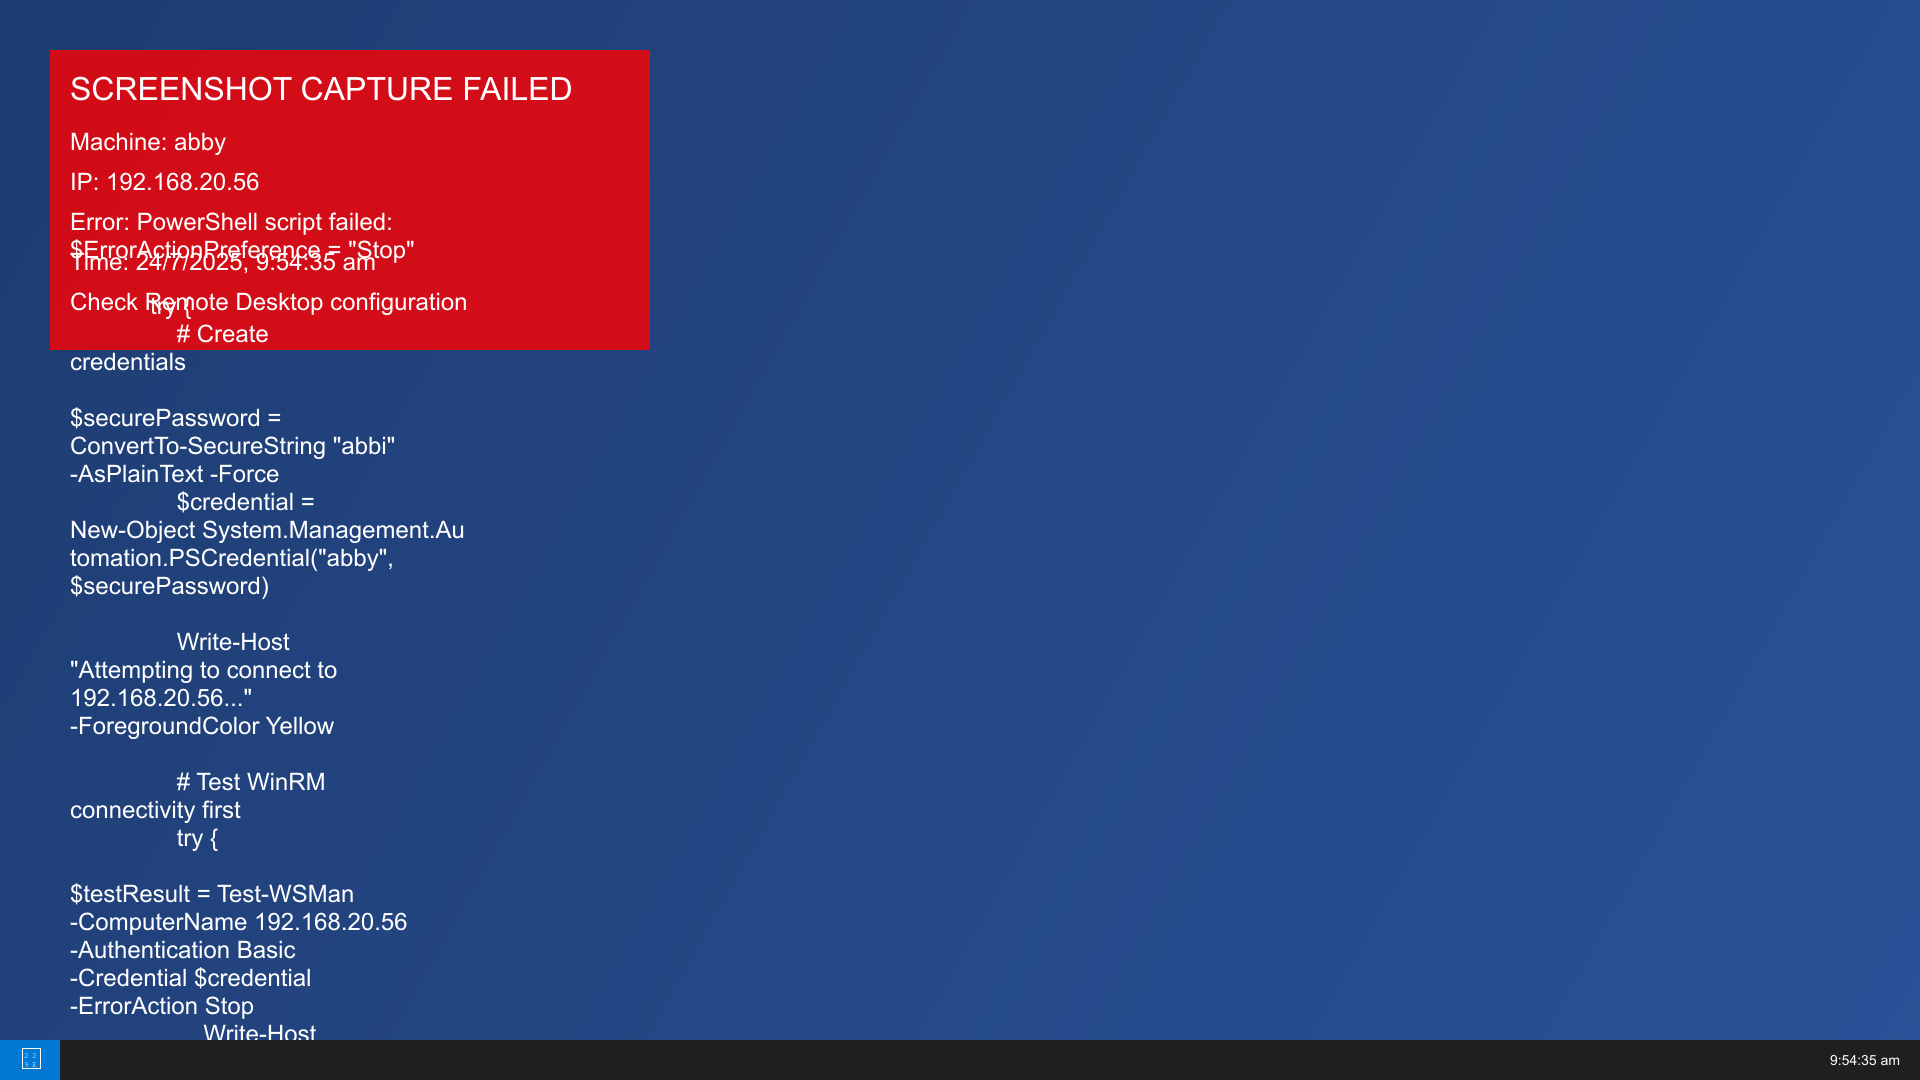 SCREENSHOT CAPTURE FAILED
Machine: abby
IP: 192.168.20.56
Error: PowerShell script failed:
$ErrorActionPreference = "Stop"
Time: 24/7/2025, 9:54:35 am
Check Remote Desktop configuration
try {
# Create
credentials
$securePassword =
ConvertTo-SecureString "abbi"
-AsPlainText -Force
$credential =
New-Object System.Management.Au
tomation.PSCredential("abby",
$securePassword)
Write-Host
"Attempting to connect to
192.168.20.56..."
-ForegroundColor Yellow
# Test WinRM
connectivity first
try {
$testResult = Test-WSMan
-ComputerName 192.168.20.56
-Authentication Basic
-Credential $credential
-ErrorAction Stop
Write-Host
9:54:35 am